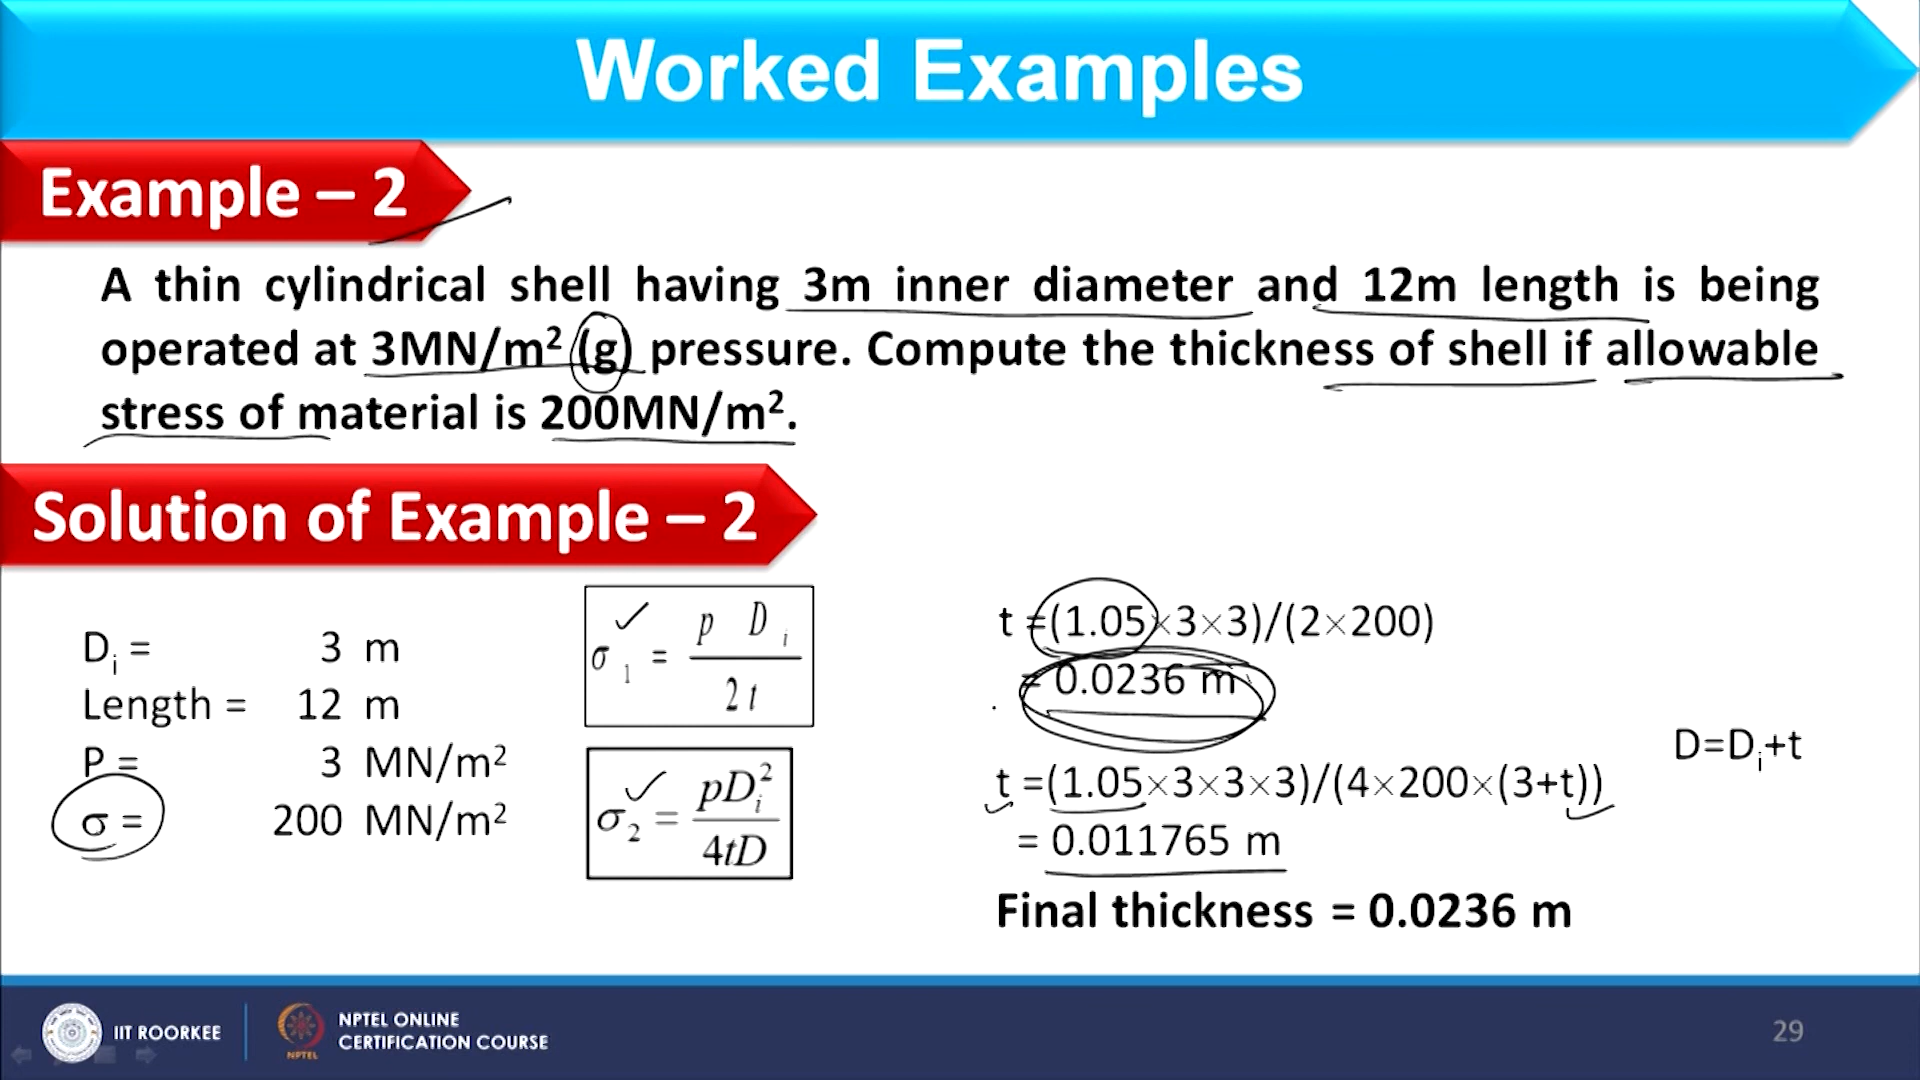 Worked Examples
Example – 2
A thin cylindrical shell having 3m inner diameter and 12m length is being
operated at 3MN/m² (g) pressure. Compute the thickness of shell if allowable
stress of material is 200MN/m².
Solution of Example – 2
Dᵢ = 3 m
Length = 12 m
P = 3 MN/m²
σ = 200 MN/m²
σ₁ = p Dᵢ / 2t
σ₂ = pDᵢ² / 4tD
t =(1.05×3×3)/(2×200)
= 0.0236 m
t =(1.05×3×3×3)/(4×200×(3+t))
= 0.011765 m
D=Dᵢ+t
Final thickness = 0.0236 m
IIT ROORKEE
NPTEL
NPTEL ONLINE
CERTIFICATION COURSE
29